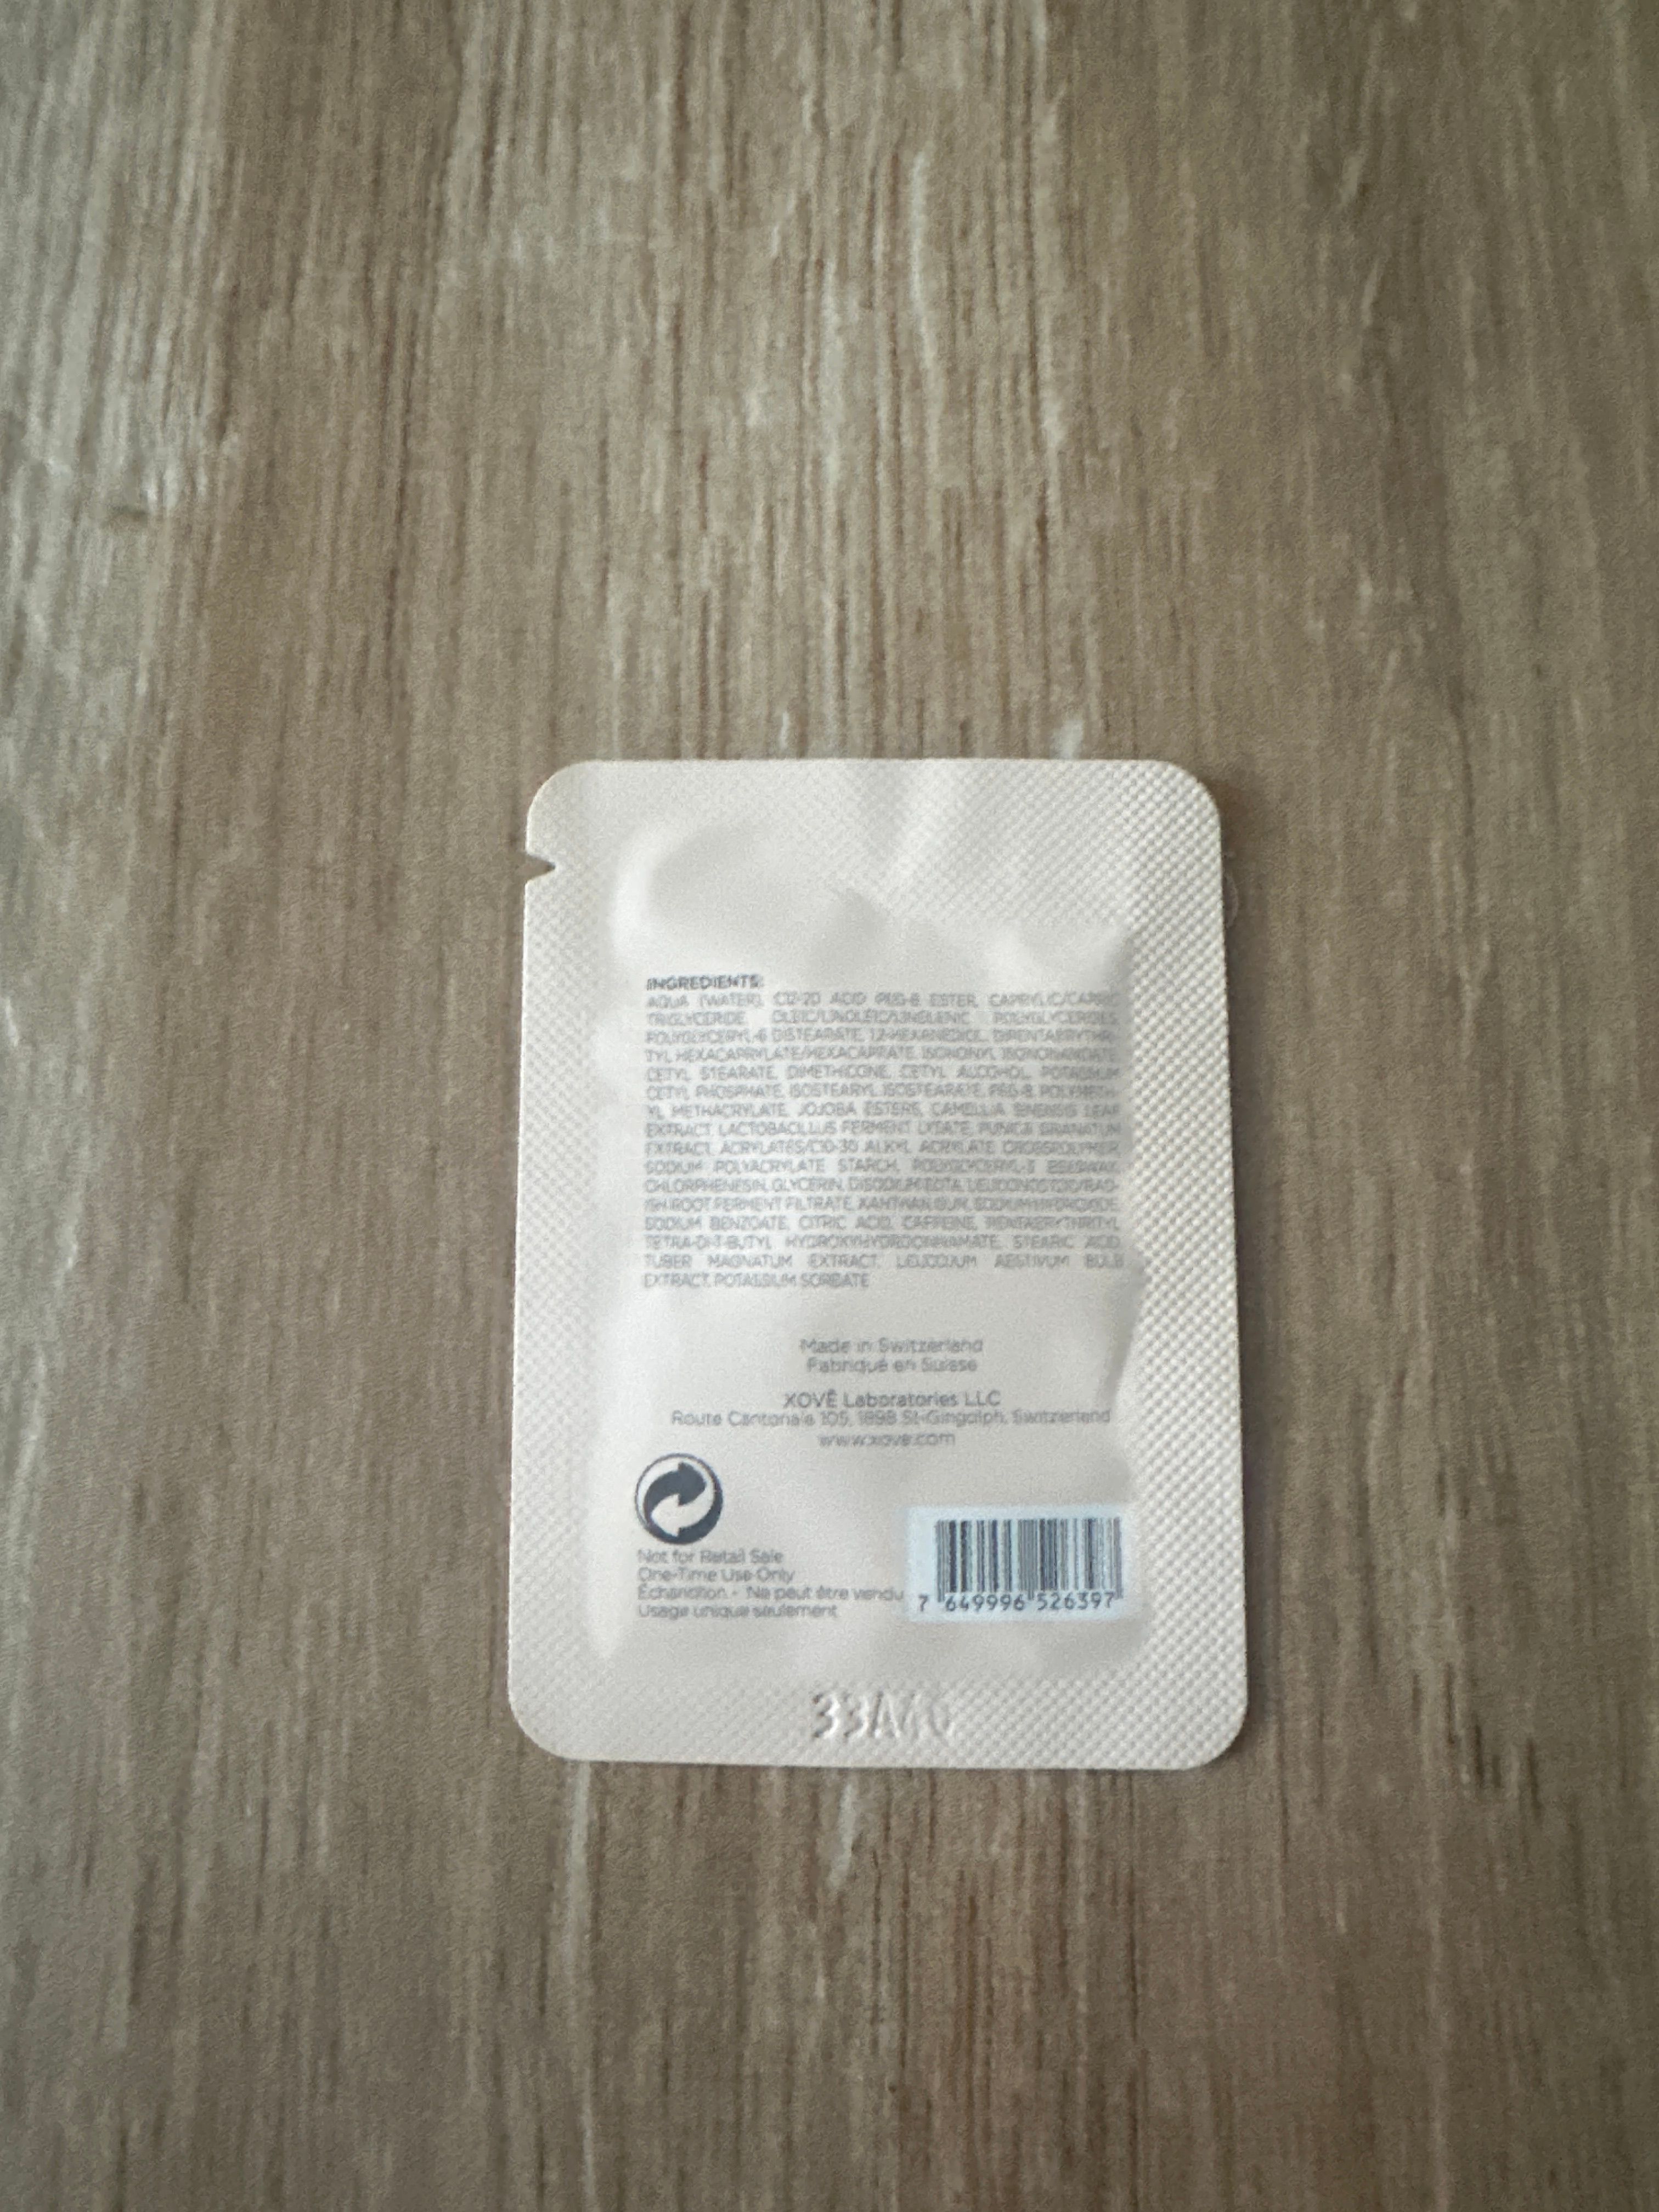 INGREDIENTS:
AQUA (WATER), C12-20 ACID PEG-8 ESTER, CAPRYLIC/CAPRIC
TRIGLYCERIDE, OLEIC/LINOLEIC/LINOLENIC POLYGLYCERIDES,
POLYGLYCERYL-6 DISTEARATE, 1,2-HEXANEDIOL, DIPENTAERYTHRI-
TYL HEXACAPRYLATE/HEXACAPRATE, ISONONYL ISONONANOATE,
CETYL STEARATE, DIMETHICONE, CETYL ALCOHOL, POTASSIUM
CETYL PHOSPHATE, ISOSTEARYL ISOSTEARATE, PEG-8, POLYMETH-
YL METHACRYLATE, JOJOBA ESTERS, CAMELLIA SINENSIS LEAF
EXTRACT, LACTOBACILLUS FERMENT LYSATE, PUNICA GRANATUM
EXTRACT, ACRYLATES/C10-30 ALKYL ACRYLATE CROSSPOLYMER,
SODIUM POLYACRYLATE STARCH, POLYGLYCERYL-3 BEESWAX,
CHLORPHENESIN, GLYCERIN, DISODIUM EDTA, LEUCONOSTOC/RAD-
ISH ROOT FERMENT FILTRATE, XANTHAN GUM, SODIUM HYDROXIDE,
SODIUM BENZOATE, CITRIC ACID, CAFFEINE, PENTAERYTHRITYL
TETRA-DI-T-BUTYL HYDROXYHYDROCINNAMATE, STEARIC ACID,
TUBER MAGNATUM EXTRACT, LEUCOJUM AESTIVUM BULB
EXTRACT, POTASSIUM SORBATE
Made in Switzerland
Fabriqué en Suisse
XOVÊ Laboratories LLC
Route Cantonale 105, 1898 St-Gingolph, Switzerland
www.xove.com
Not for Retail Sale
One-Time Use Only
Échantillon - Ne peut être vendu
Usage unique seulement
7 649996 526397